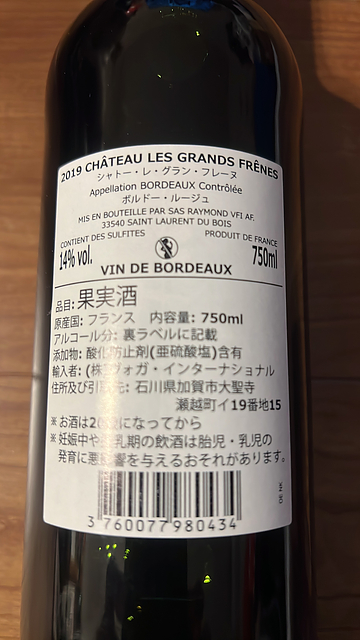 2019 CHÂTEAU LES GRANDS FRÊNES
シャトー・レ・グラン・フレーヌ
Appellation BORDEAUX Contrôlée
ボルドー・ルージュ
MIS EN BOUTEILLE PAR SAS RAYMOND VFI AF,
33540 SAINT LAURENT DU BOIS
CONTIENT DES SULFITES PRODUIT DE FRANCE
14% vol. 750ml
VIN DE BORDEAUX
品目: 果実酒
原産国: フランス 内容量: 750ml
アルコール分: 裏ラベルに記載
添加物: 酸化防止剤(亜硫酸塩)含有
輸入者: (株)ヴォガ・インターナショナル
住所及び引取先: 石川県加賀市大聖寺
瀬越町イ19番地15
※お酒は20歳になってから
※妊娠中や授乳期の飲酒は胎児・乳児の
発育に悪影響を与えるおそれがあります。
3 760077 980434